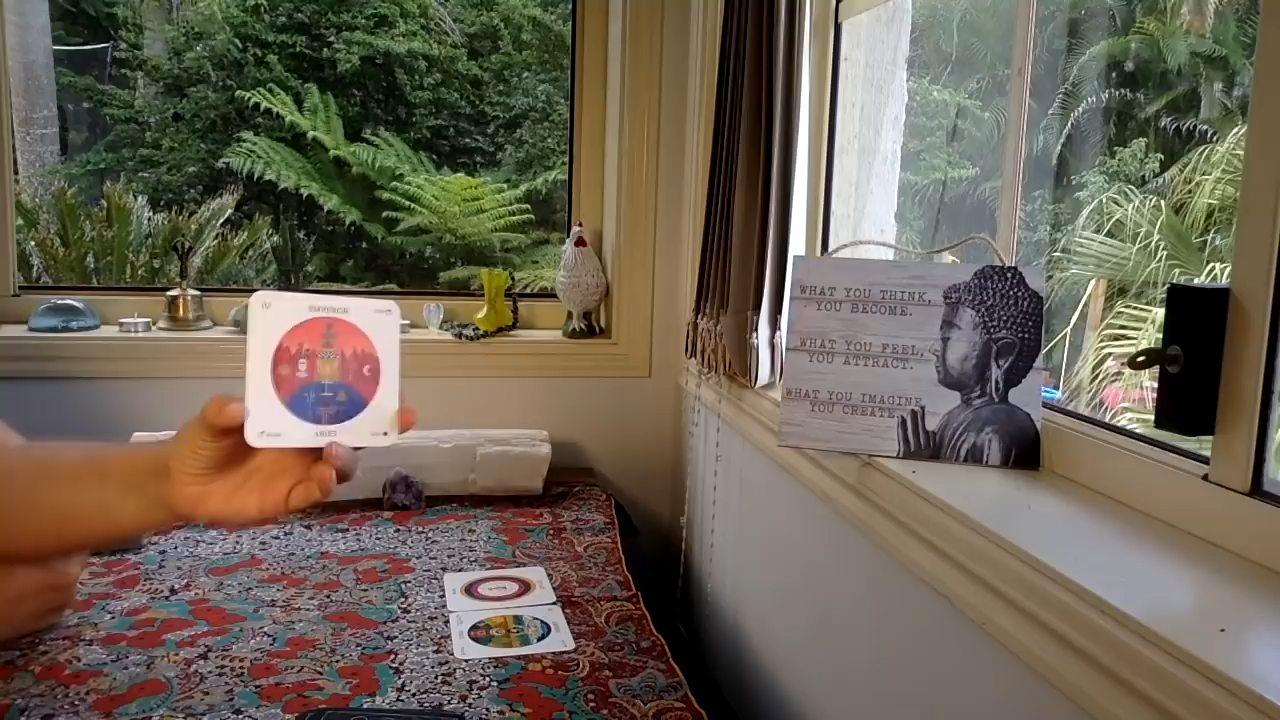 IV
EMPEROR
ARIES
WHAT YOU THINK,
YOU BECOME.
WHAT YOU FEEL,
YOU ATTRACT.
WHAT YOU IMAGINE
YOU CREATE.